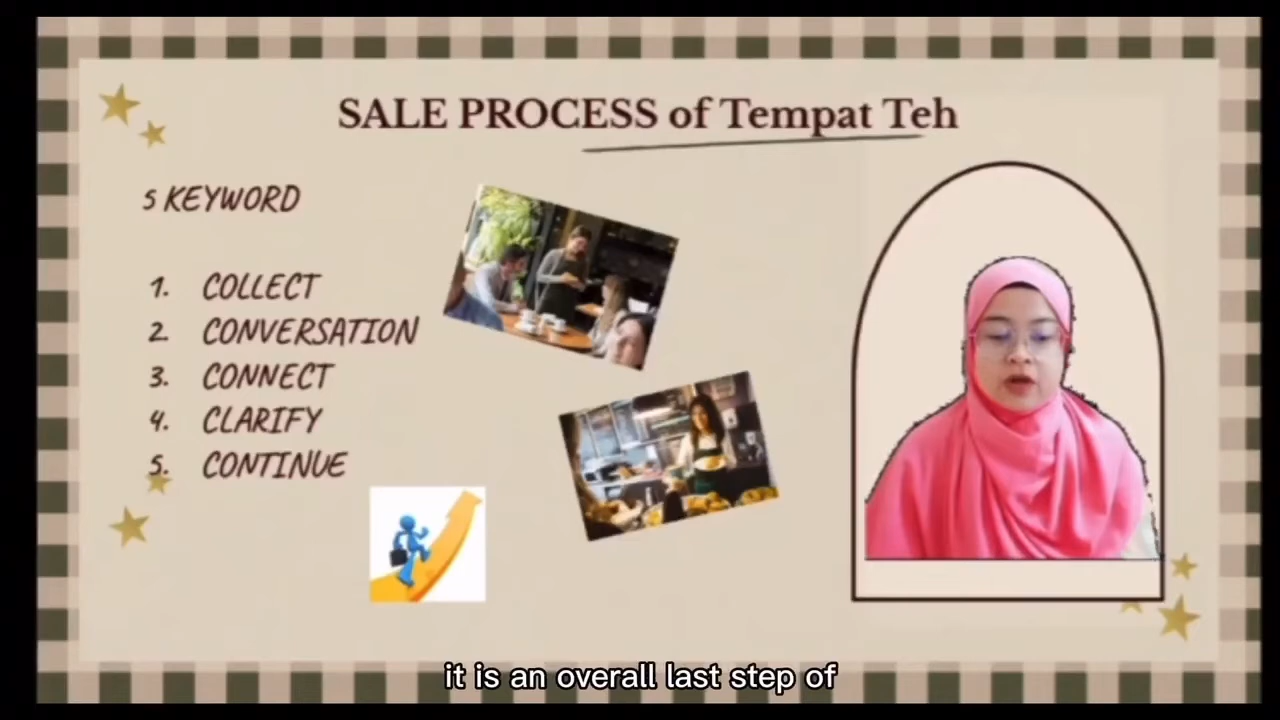 SALE PROCESS of Tempat Teh
5 KEYWORD
1. COLLECT
2. CONVERSATION
3. CONNECT
4. CLARIFY
5. CONTINUE
it is an overall last step of